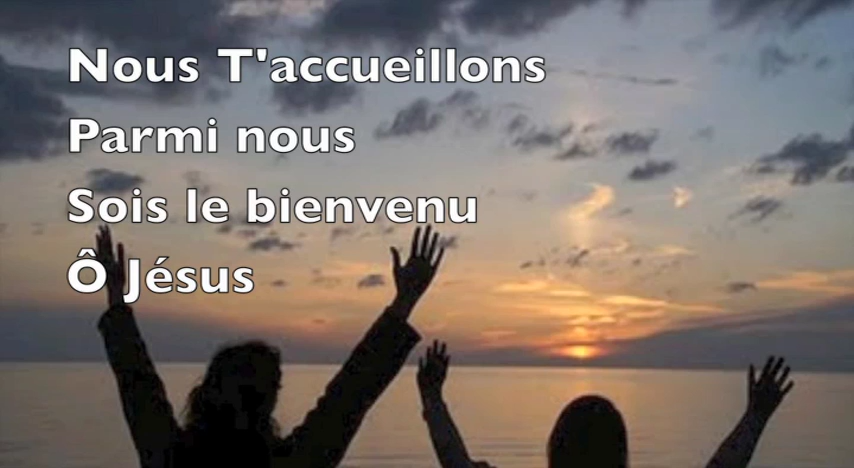 Nous T'accueillons
Parmi nous
Sois le bienvenu
Ô Jésus